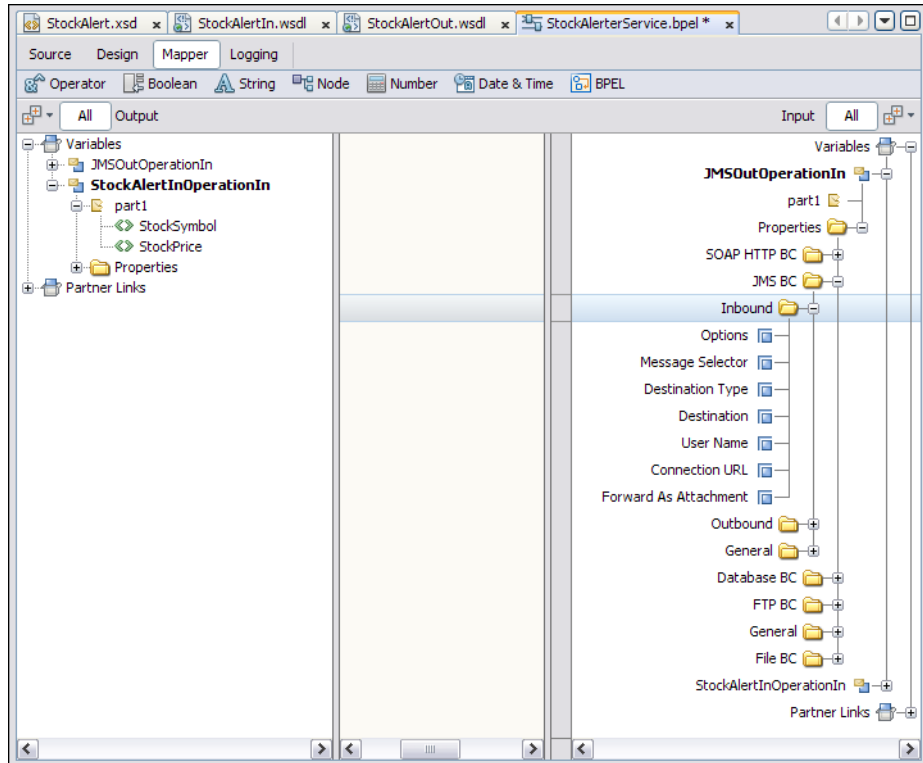 StockAlert.xsd x StockAlertIn.wsdl x StockAlertOut.wsdl x StockAlerterService.bpel * x
Source Design Mapper Logging
Operator Boolean String Node Number Date & Time BPEL
All Output Input All
Variables Variables
JMSOutOperationIn JMSOutOperationIn
StockAlertInOperationIn part1
part1 Properties
StockSymbol SOAP HTTP BC
StockPrice JMS BC
Properties
Partner Links Inbound
Options
Message Selector
Destination Type
Destination
User Name
Connection URL
Forward As Attachment
Outbound
General
Database BC
FTP BC
General
File BC
StockAlertInOperationIn
Partner Links